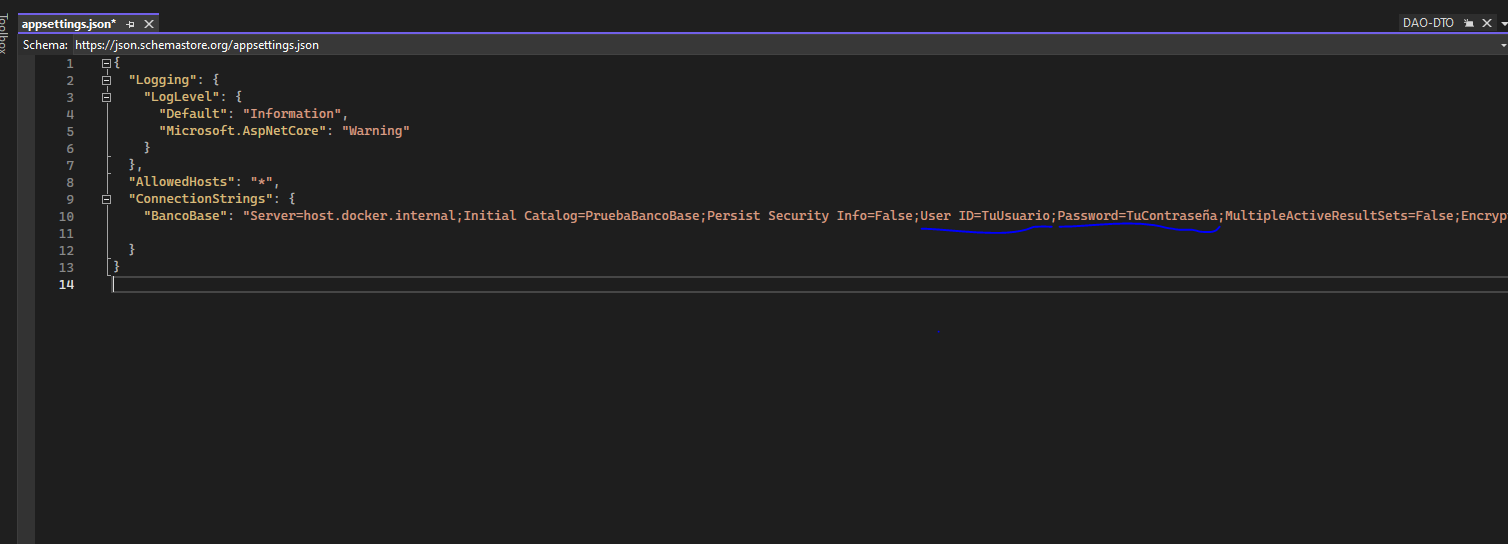 Toolbox
appsettings.json*
DAO-DTO
Schema: https://json.schemastore.org/appsettings.json
1 {
2 "Logging": {
3 "LogLevel": {
4 "Default": "Information",
5 "Microsoft.AspNetCore": "Warning"
6 }
7 },
8 "AllowedHosts": "*",
9 "ConnectionStrings": {
10 "BancoBase": "Server=host.docker.internal;Initial Catalog=PruebaBancoBase;Persist Security Info=False;User ID=TuUsuario;Password=TuContraseña;MultipleActiveResultSets=False;Encryp
11
12 }
13 }
14